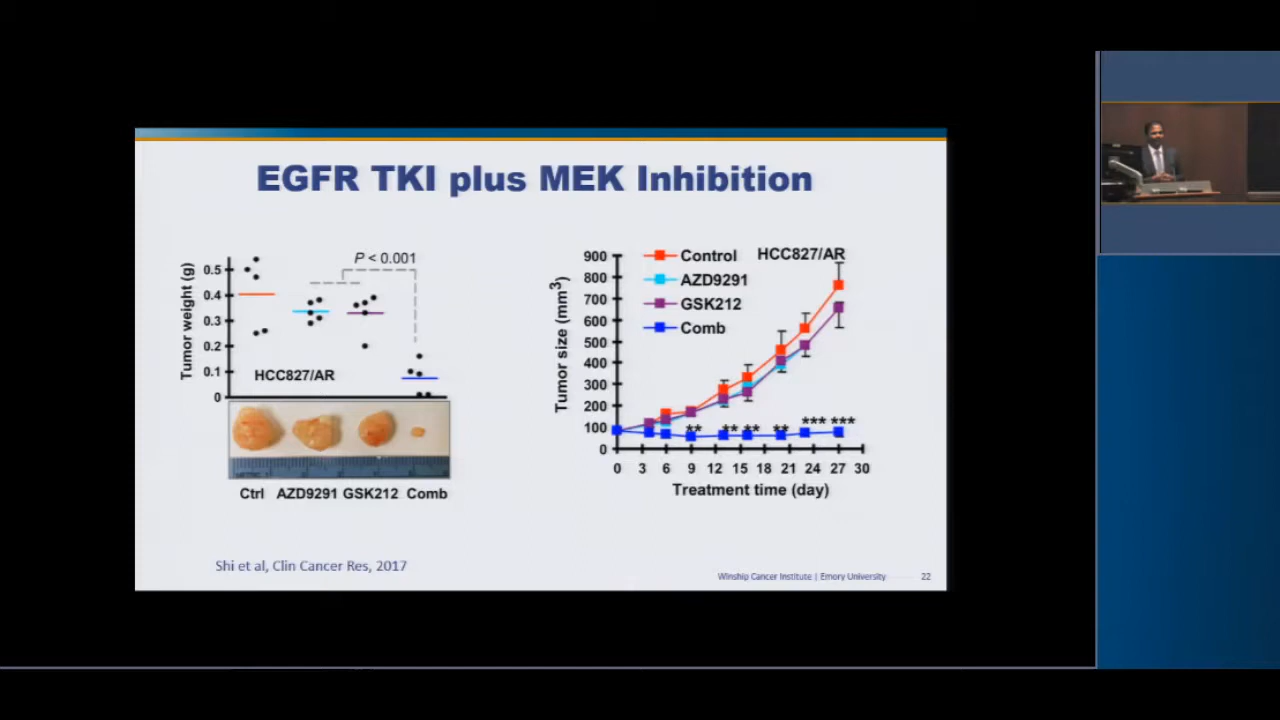 EGFR TKI plus MEK Inhibition
P < 0.001
Tumor weight (g)
0.5
0.4
0.3
0.2
0.1
0
HCC827/AR
Ctrl AZD9291 GSK212 Comb
Control
AZD9291
GSK212
Comb
HCC827/AR
Tumor size (mm3)
900
800
700
600
500
400
300
200
100
0
** ** ** ** *** ***
0 3 6 9 12 15 18 21 24 27 30
Treatment time (day)
Shi et al, Clin Cancer Res, 2017
Winship Cancer Institute | Emory University 22